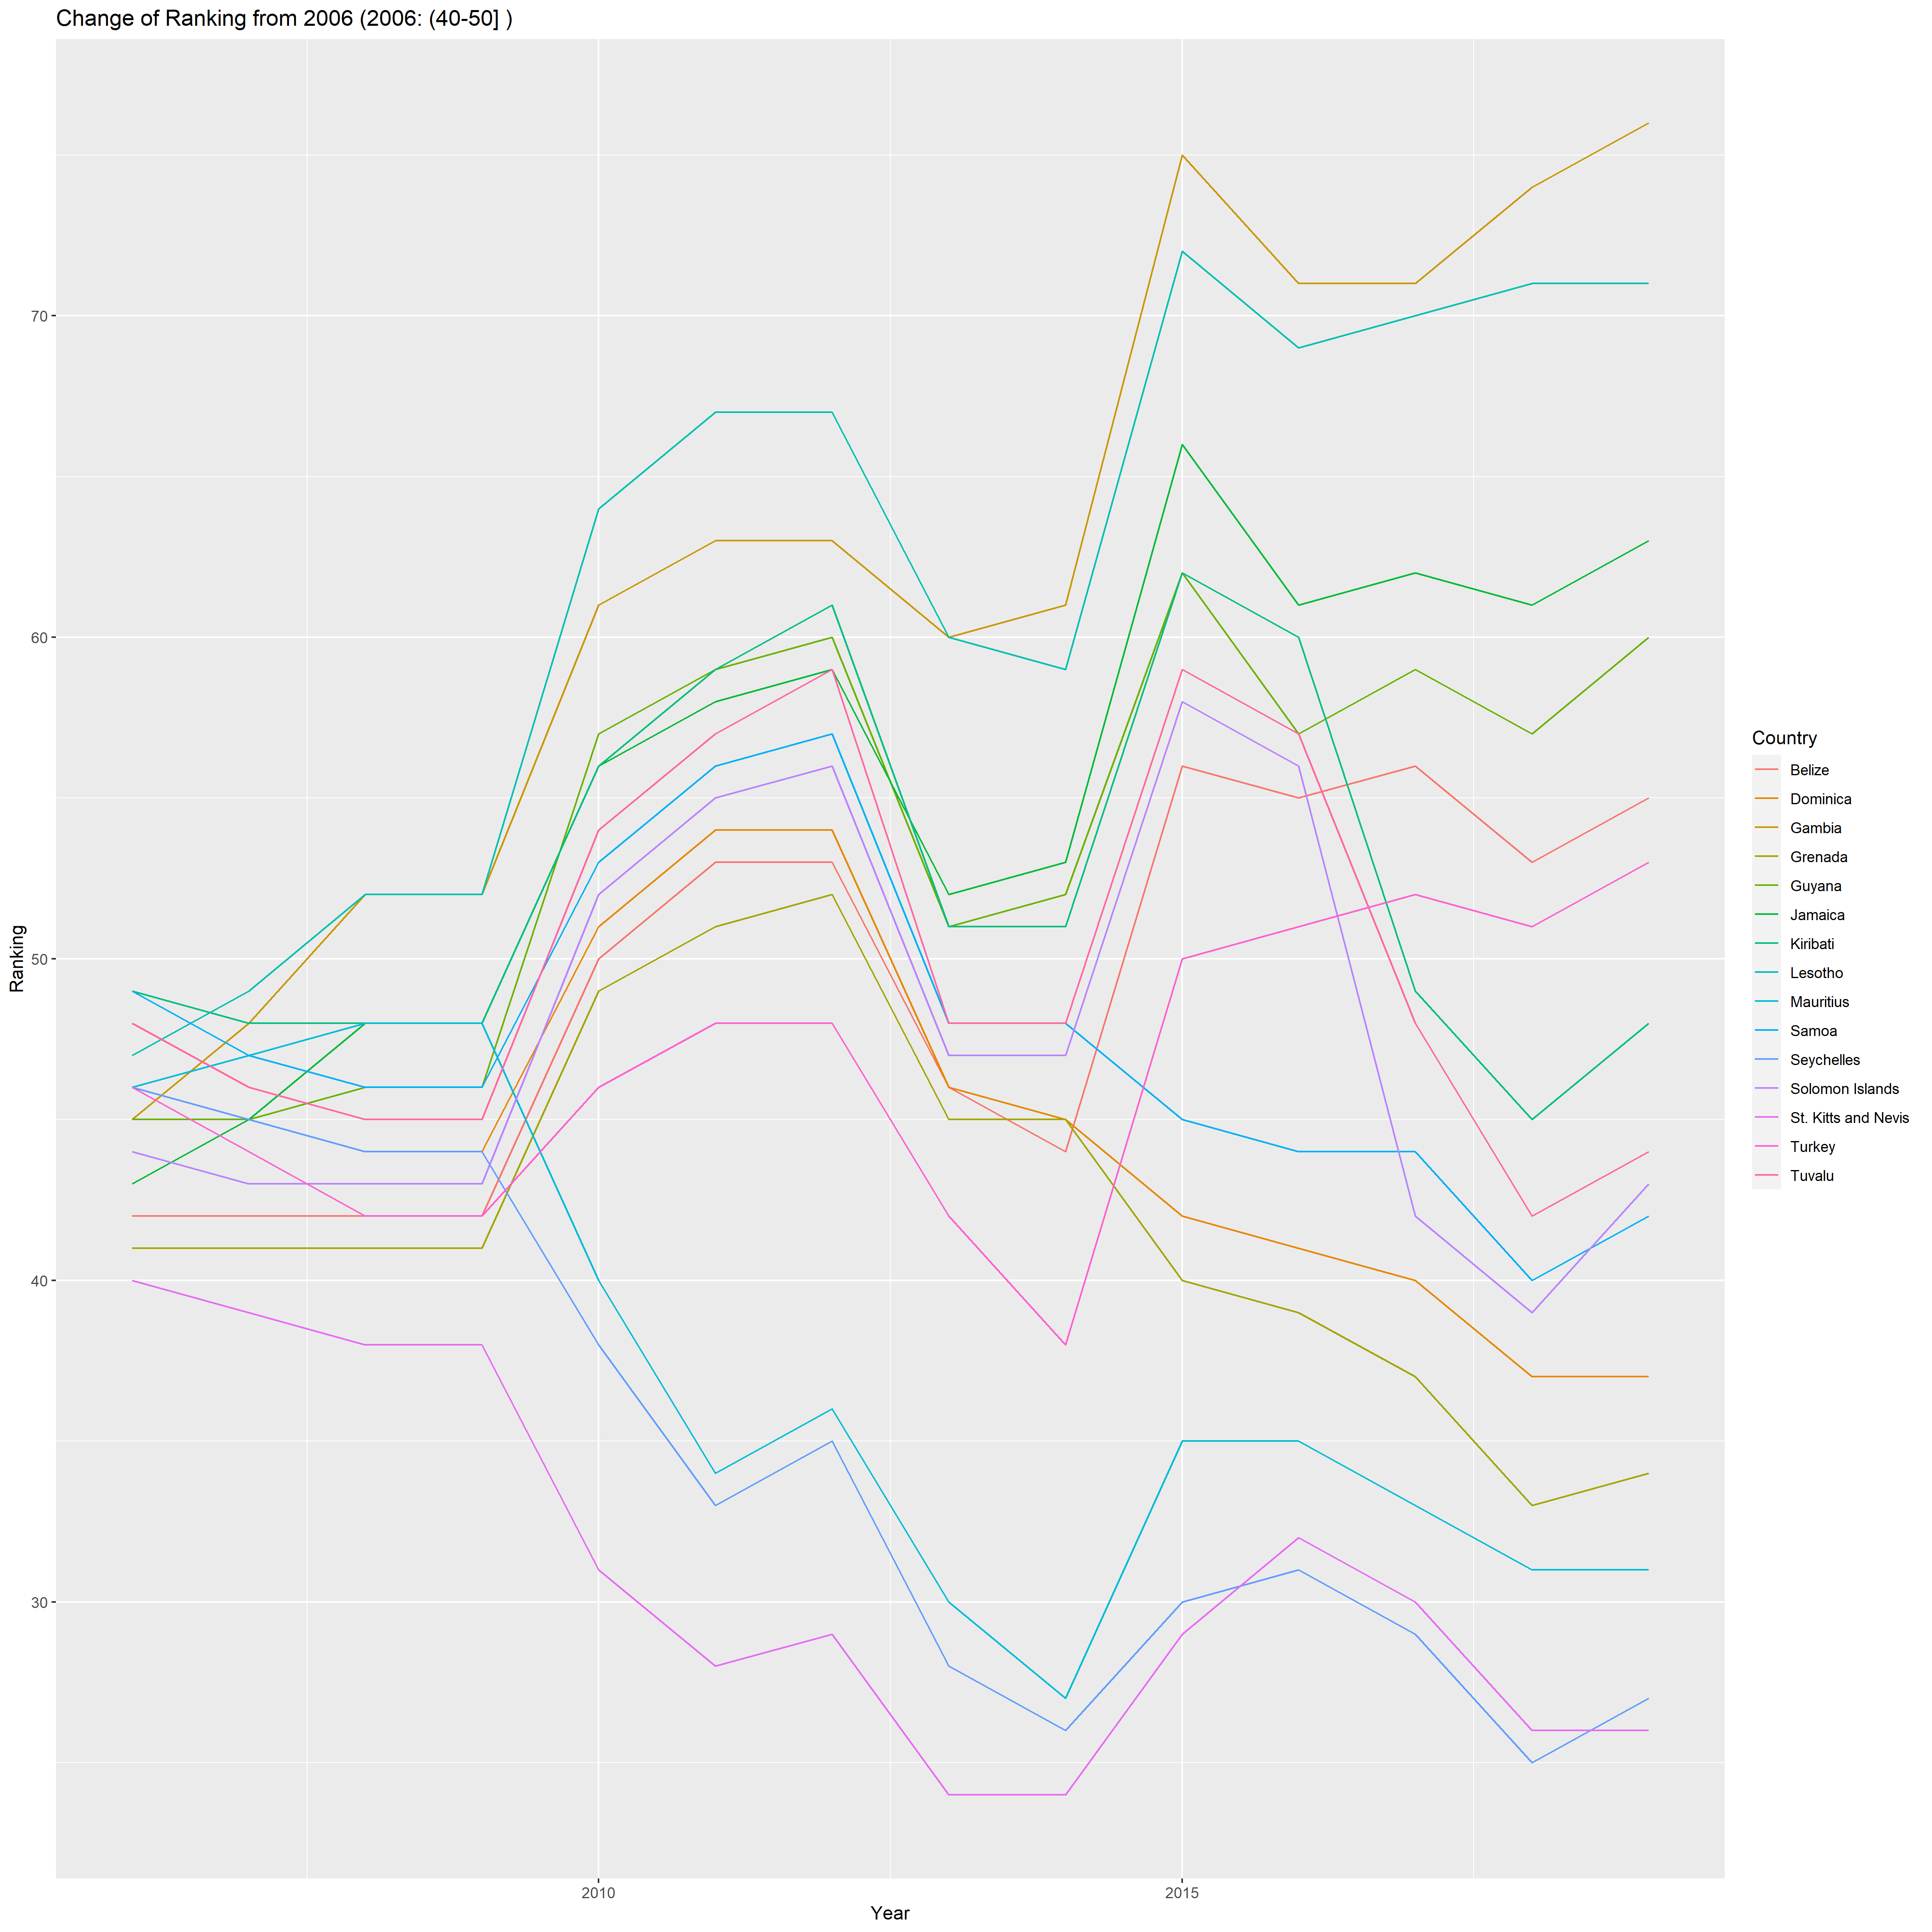 Change of Ranking from 2006 (2006: (40-50] )
70
60
50
40
30
Ranking
2010
2015
Year
Country
Belize
Dominica
Gambia
Grenada
Guyana
Jamaica
Kiribati
Lesotho
Mauritius
Samoa
Seychelles
Solomon Islands
St. Kitts and Nevis
Turkey
Tuvalu